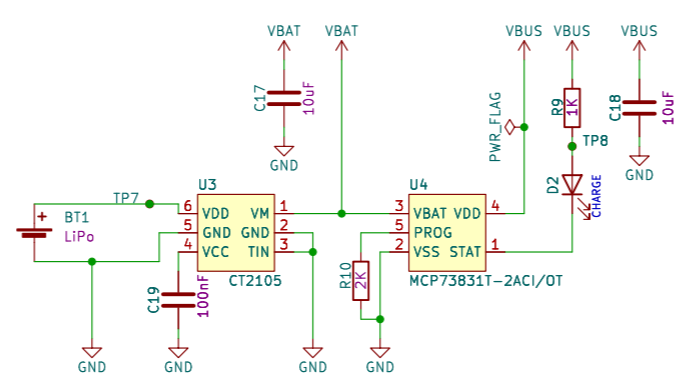 VBAT VBAT VBUS VBUS VBUS
C17 10uF
PWR_FLAG
R9 1K
C18 10uF
GND
GND
TP8
U3 U4
D2 CHARGE
TP7
6 VDD VM 1
5 GND GND 2
4 VCC TIN 3
3 VBAT VDD 4
5 PROG
2 VSS STAT 1
+ BT1
LiPo
CT2105
MCP73831T-2ACI/OT
C19 100nF
R10 2K
GND GND GND GND